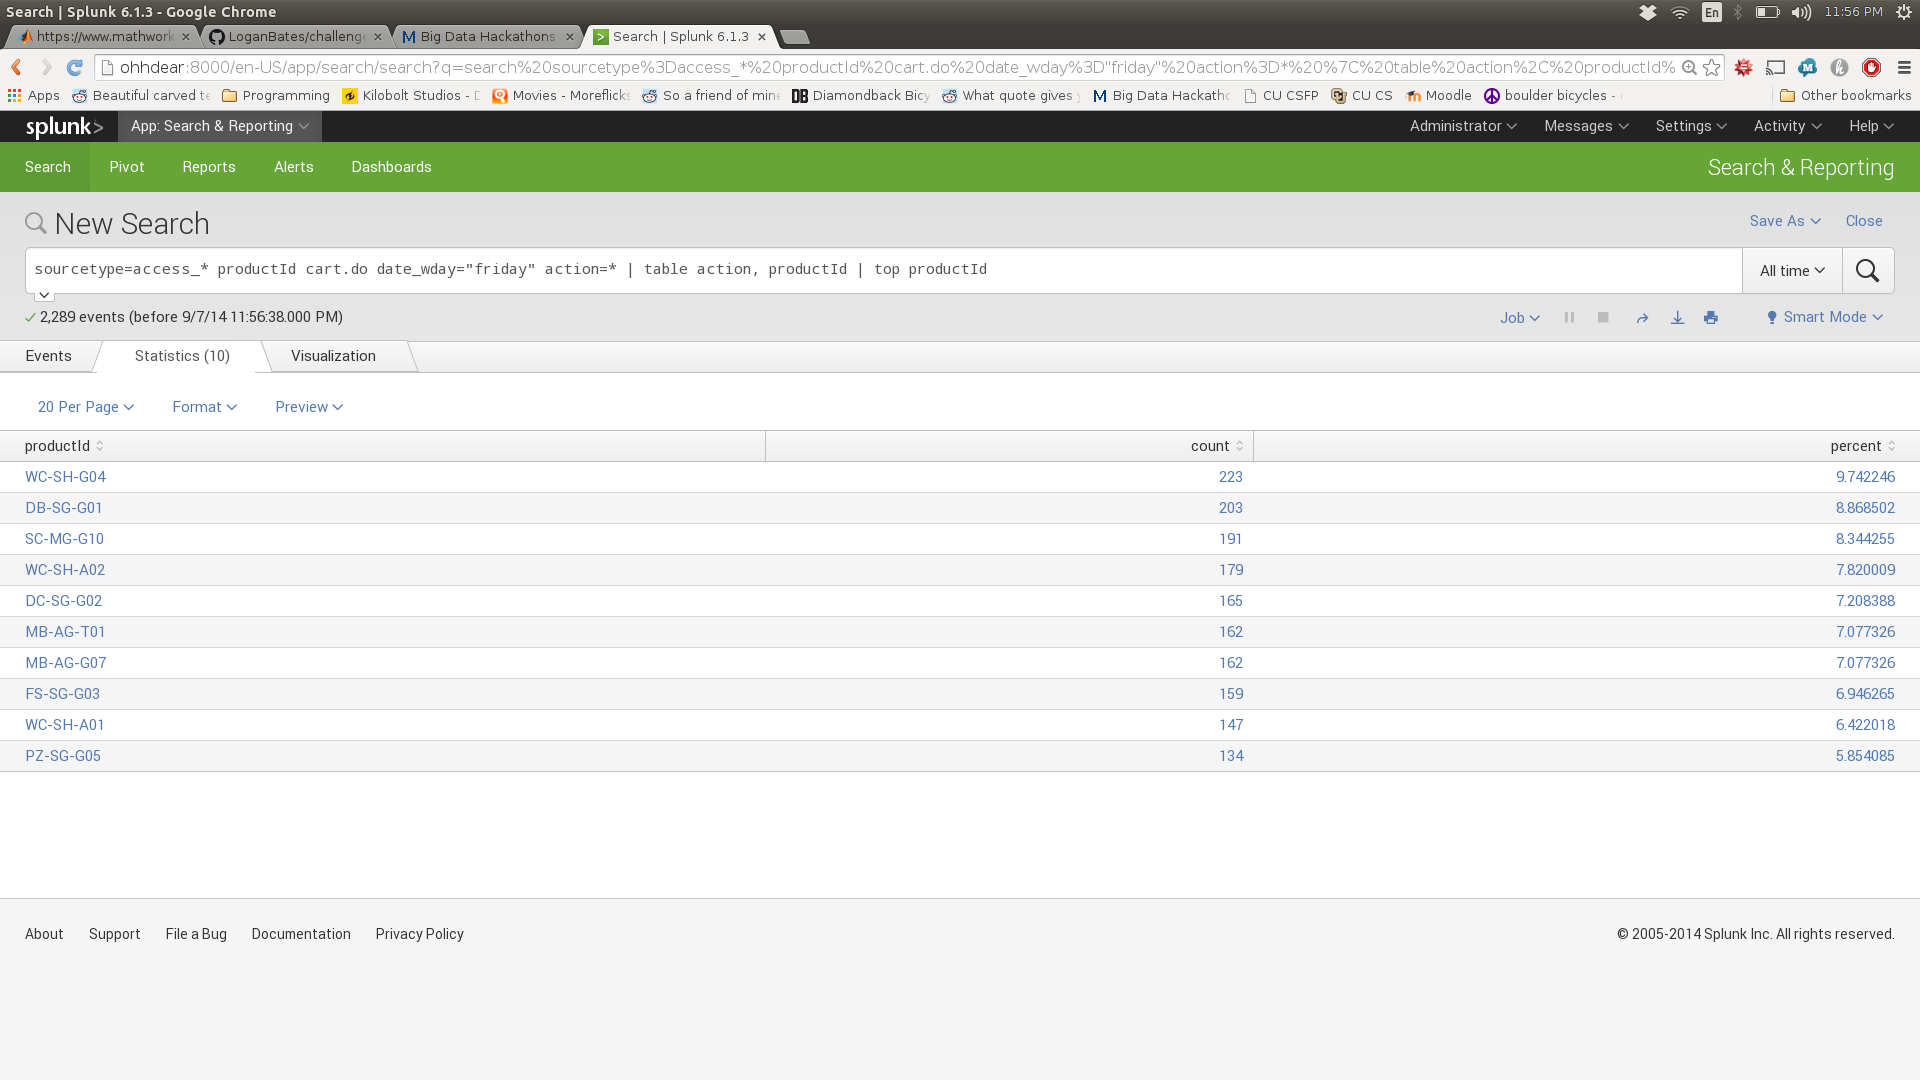 Search | Splunk 6.1.3 - Google Chrome
En
11:56 PM
https://www.mathwork
LoganBates/challenge
Big Data Hackathons
Search | Splunk 6.1.3
ohhdear:8000/en-US/app/search/search?q=search%20sourcetype%3Daccess_*%20productId%20cart.do%20date_wday%3D"friday"%20action%3D*%20%7C%20table%20action%2C%20productId%
Apps
Beautiful carved te
Programming
Kilobolt Studios - D
Movies - Moreflicks
So a friend of mine
Diamondback Bicy
What quote gives y
Big Data Hackatho
CU CSFP
CU CS
Moodle
boulder bicycles -
Other bookmarks
splunk>
App: Search & Reporting
Administrator
Messages
Settings
Activity
Help
Search
Pivot
Reports
Alerts
Dashboards
Search & Reporting
New Search
Save As
Close
sourcetype=access_* productId cart.do date_wday="friday" action=* | table action, productId | top productId
All time
2,289 events (before 9/7/14 11:56:38.000 PM)
Job
Smart Mode
Events
Statistics (10)
Visualization
20 Per Page
Format
Preview
productId count percent
WC-SH-G04 223 9.742246
DB-SG-G01 203 8.868502
SC-MG-G10 191 8.344255
WC-SH-A02 179 7.820009
DC-SG-G02 165 7.208388
MB-AG-T01 162 7.077326
MB-AG-G07 162 7.077326
FS-SG-G03 159 6.946265
WC-SH-A01 147 6.422018
PZ-SG-G05 134 5.854085
About
Support
File a Bug
Documentation
Privacy Policy
© 2005-2014 Splunk Inc. All rights reserved.